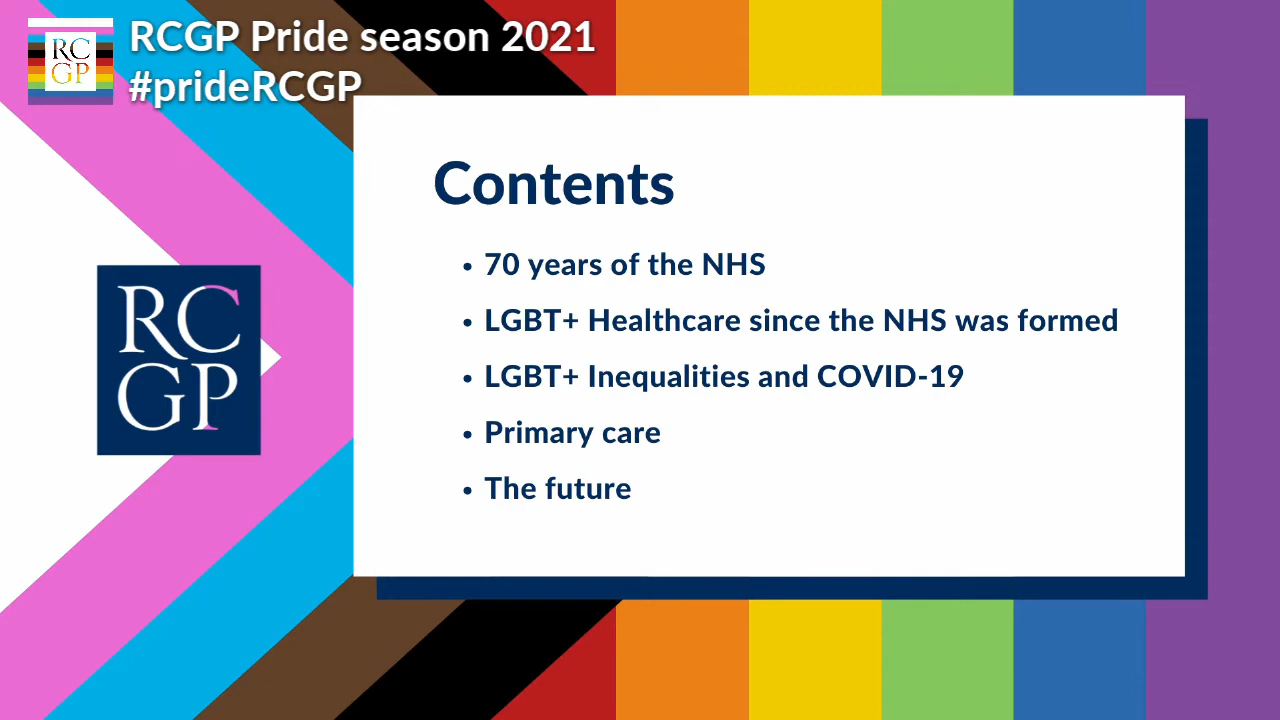 RCGP Pride season 2021
#prideRCGP
RC
GP
Contents
• 70 years of the NHS
• LGBT+ Healthcare since the NHS was formed
• LGBT+ Inequalities and COVID-19
• Primary care
• The future
RC
GP